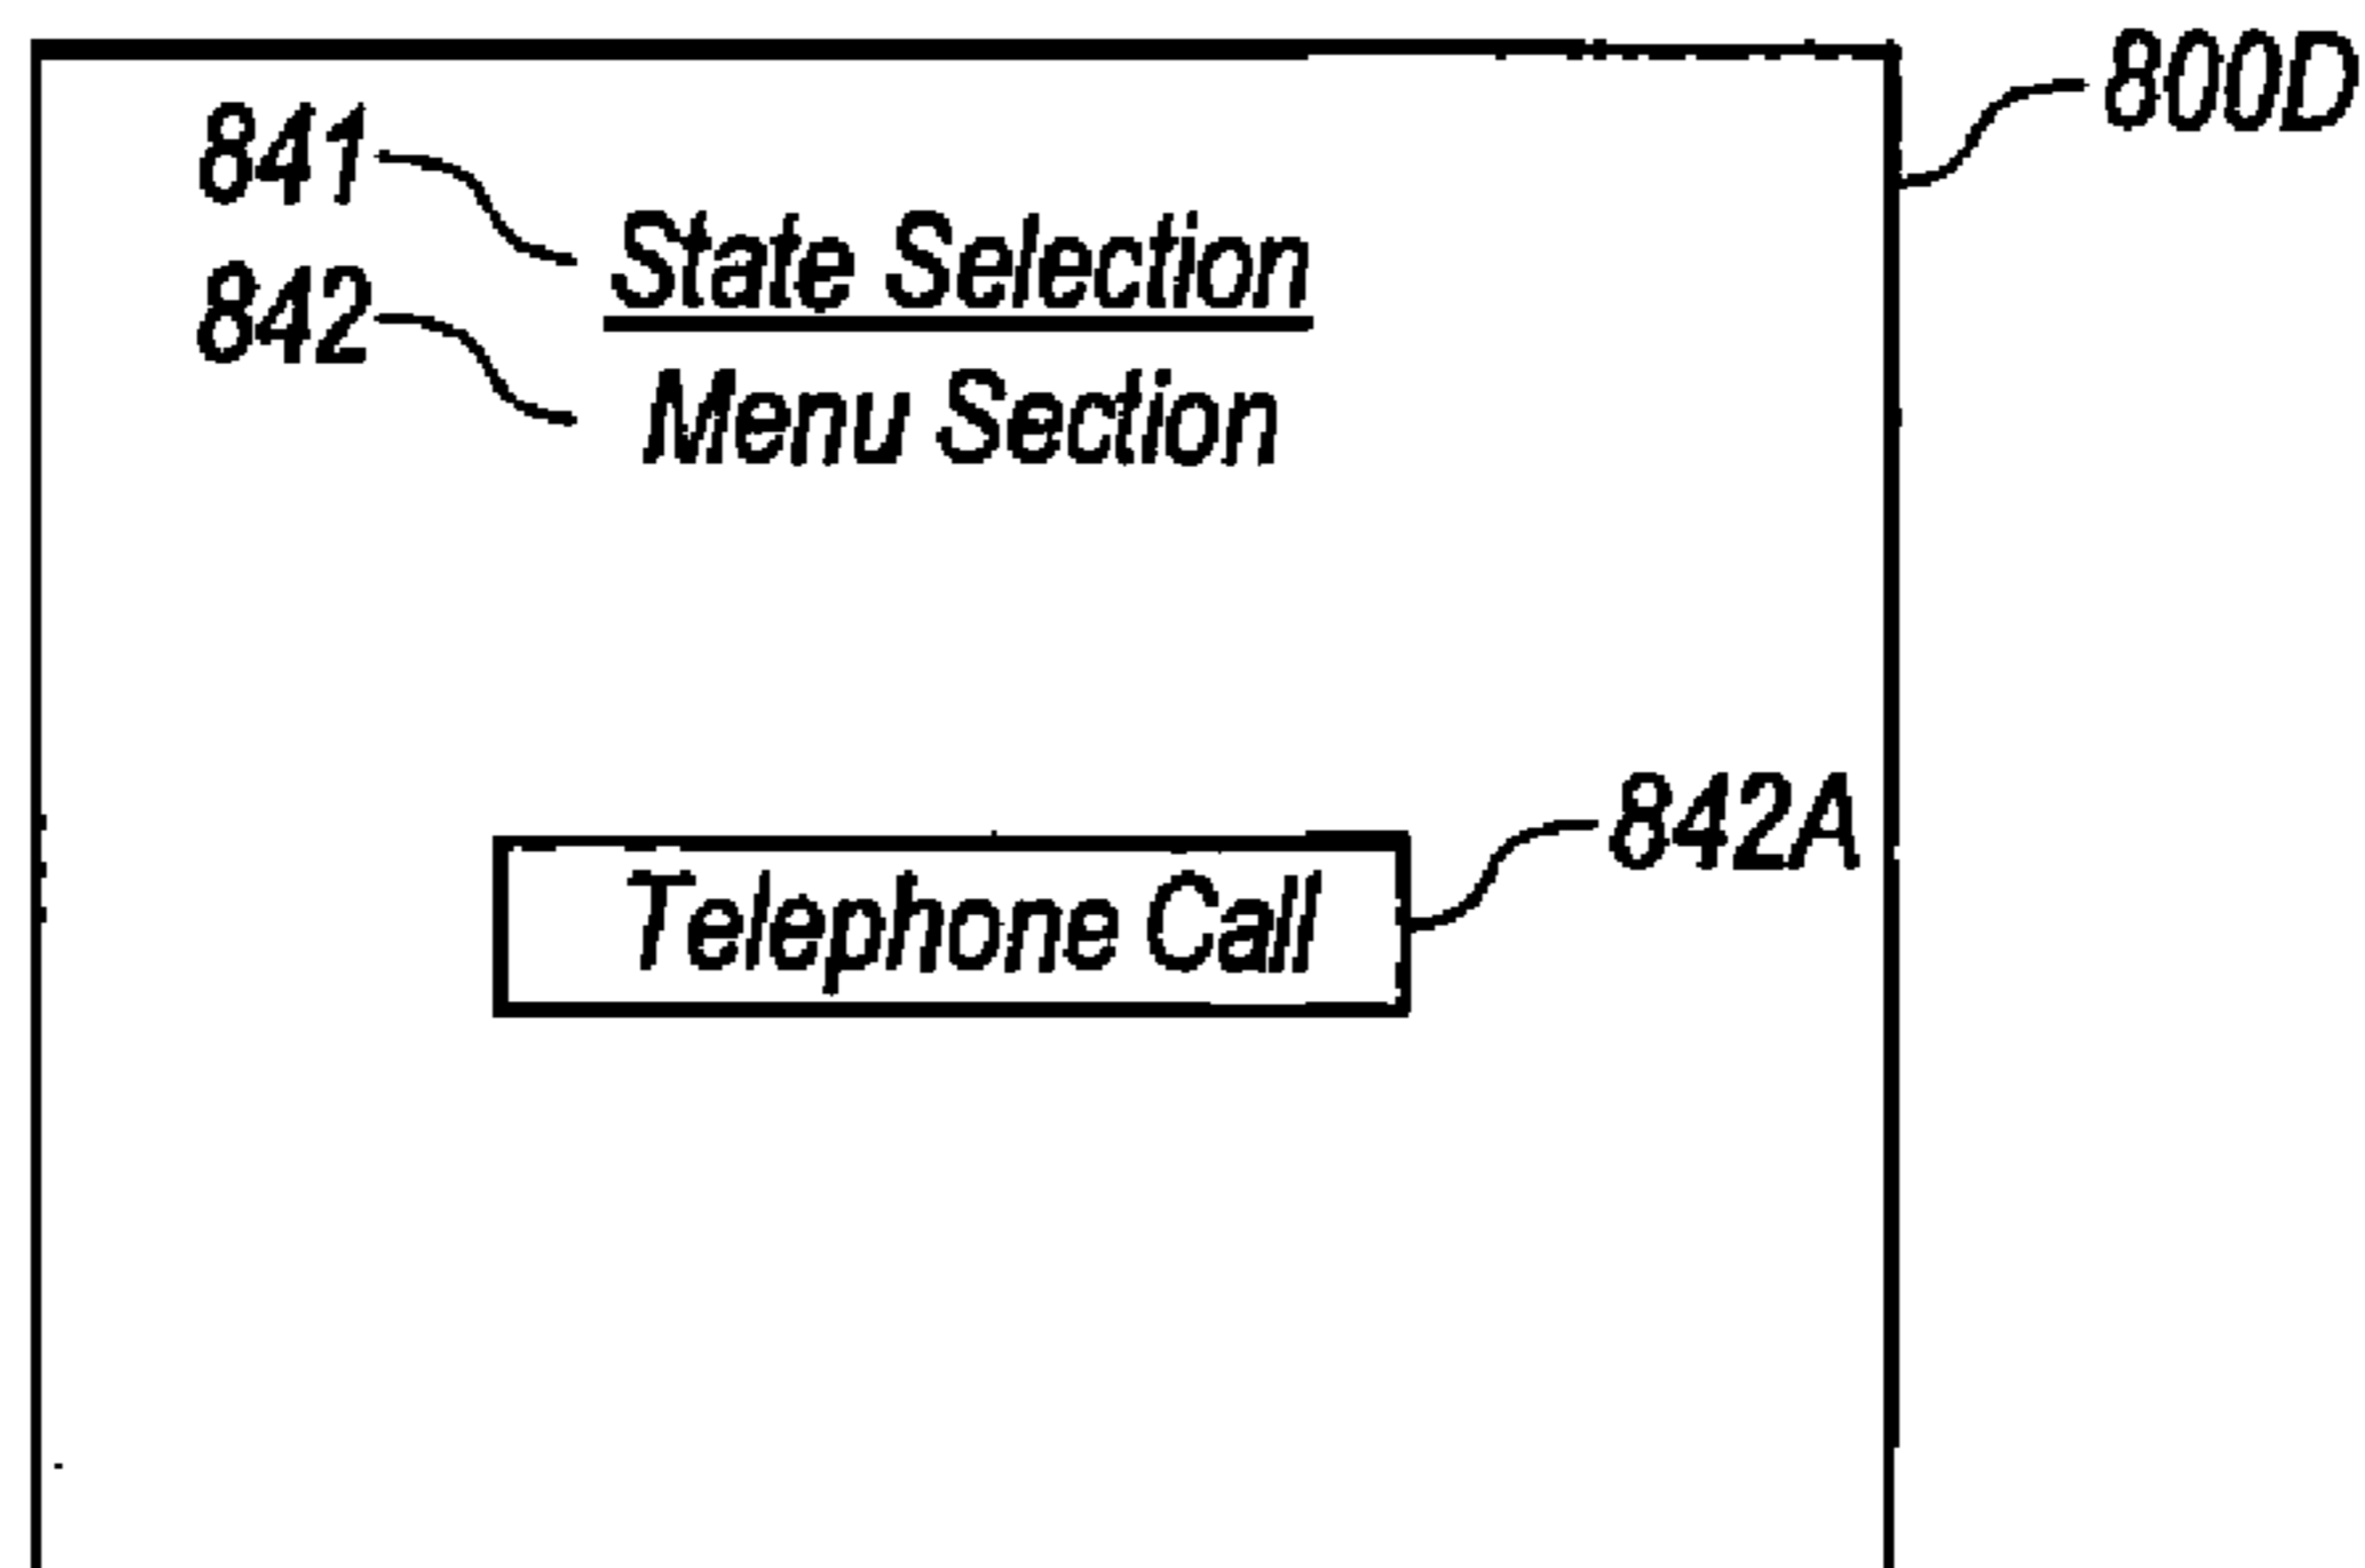 800D
841
State Selection
842
Menu Section
842A
Telephone Call